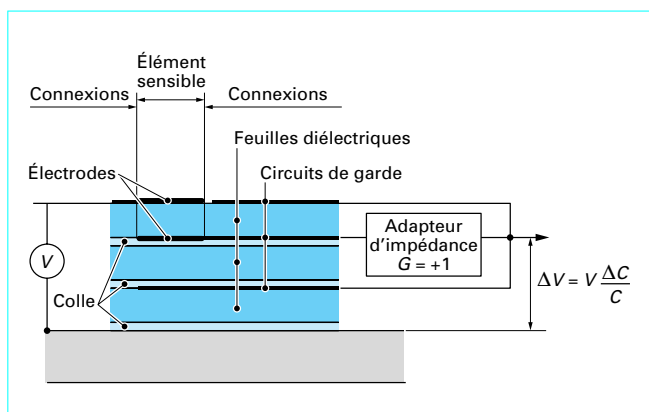 Élément
sensible
Connexions
Connexions
Feuilles diélectriques
Électrodes
Circuits de garde
Adapteur
d'impédance
G = +1
V
Colle
ΔV = V ΔC/C